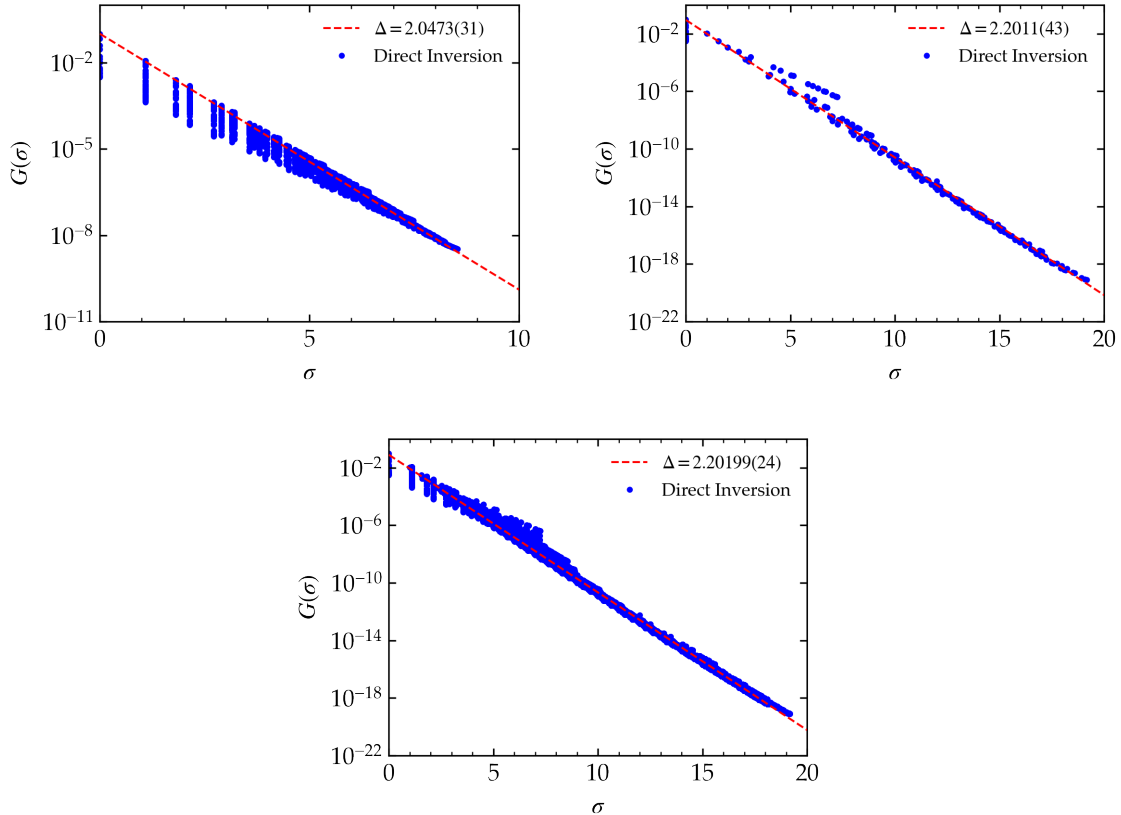 Δ = 2.0473(31)
Direct Inversion
G(σ)
10⁻²
10⁻⁵
10⁻⁸
10⁻¹¹
0 5 10
σ
Δ = 2.2011(43)
Direct Inversion
G(σ)
10⁻²
10⁻⁶
10⁻¹⁰
10⁻¹⁴
10⁻¹⁸
10⁻²²
0 5 10 15 20
σ
Δ = 2.20199(24)
Direct Inversion
G(σ)
10⁻²
10⁻⁶
10⁻¹⁰
10⁻¹⁴
10⁻¹⁸
10⁻²²
0 5 10 15 20
σ